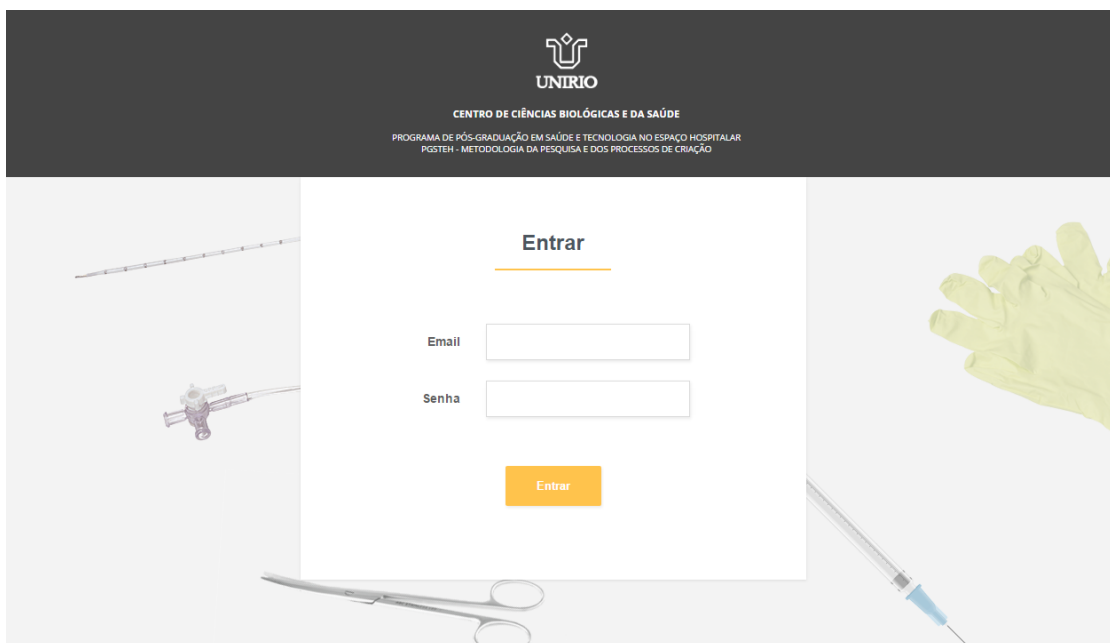 UNIRIO
CENTRO DE CIÊNCIAS BIOLÓGICAS E DA SAÚDE
PROGRAMA DE PÓS-GRADUAÇÃO EM SAÚDE E TECNOLOGIA NO ESPAÇO HOSPITALAR
PGSTEH - METODOLOGIA DA PESQUISA E DOS PROCESSOS DE CRIAÇÃO
Entrar
Email
Senha
Entrar